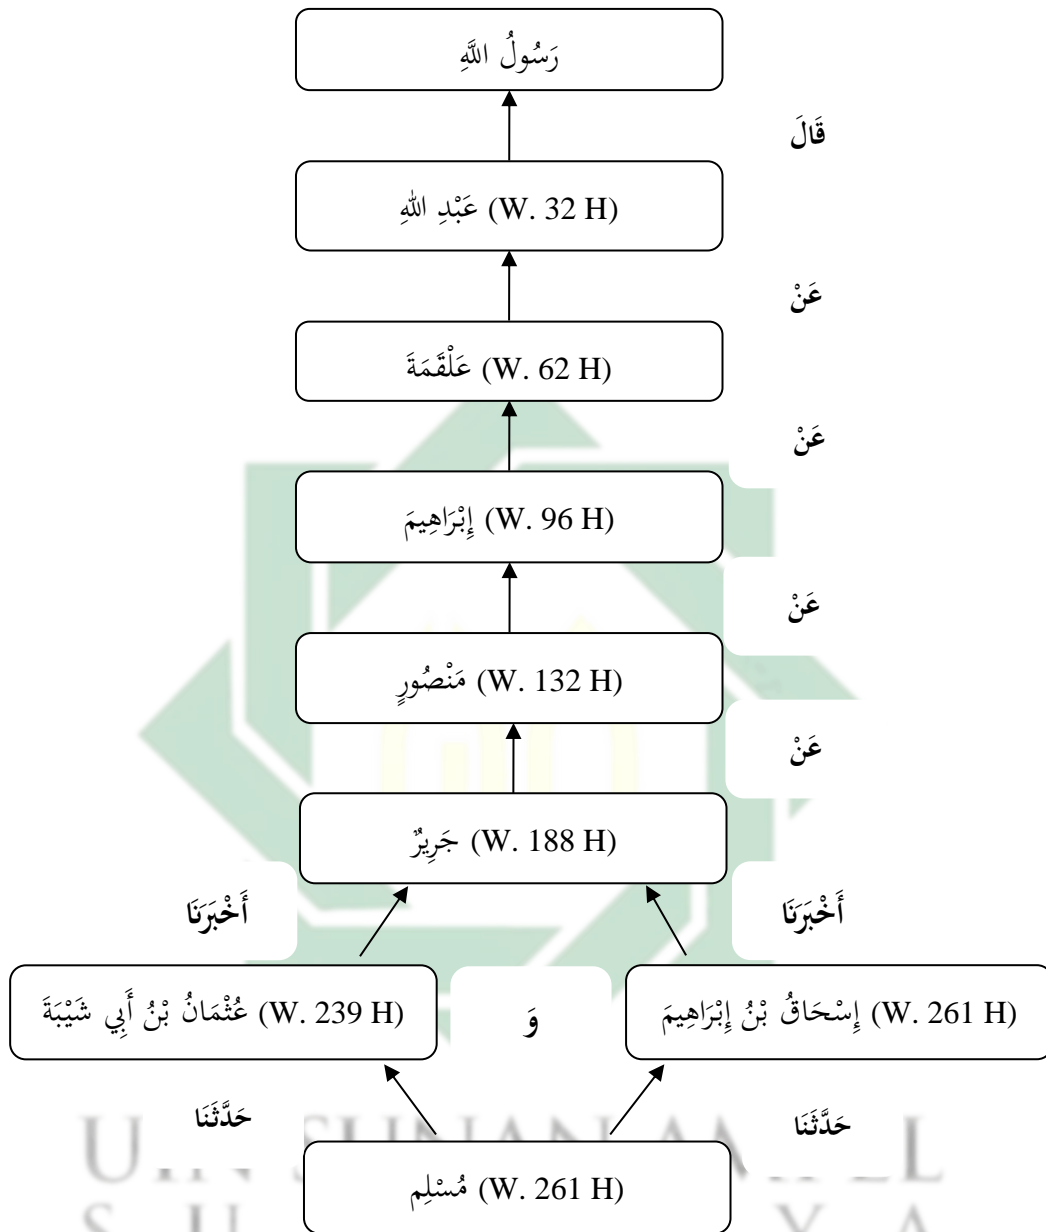 رَسُولُ اللَّهِ
قَالَ
عَبْدِ اللهِ (W. 32 H)
عَنْ
عَلْقَمَةَ (W. 62 H)
عَنْ
إِبْرَاهِيمَ (W. 96 H)
عَنْ
مَنْصُورٍ (W. 132 H)
عَنْ
جَرِيرٌ (W. 188 H)
أَخْبَرَنَا
أَخْبَرَنَا
عُثْمَانُ بْنُ أَبِي شَيْبَةَ (W. 239 H)
وَ
إِسْحَاقُ بْنُ إِبْرَاهِيمَ (W. 261 H)
حَدَّثَنَا
حَدَّثَنَا
مُسْلِم (W. 261 H)